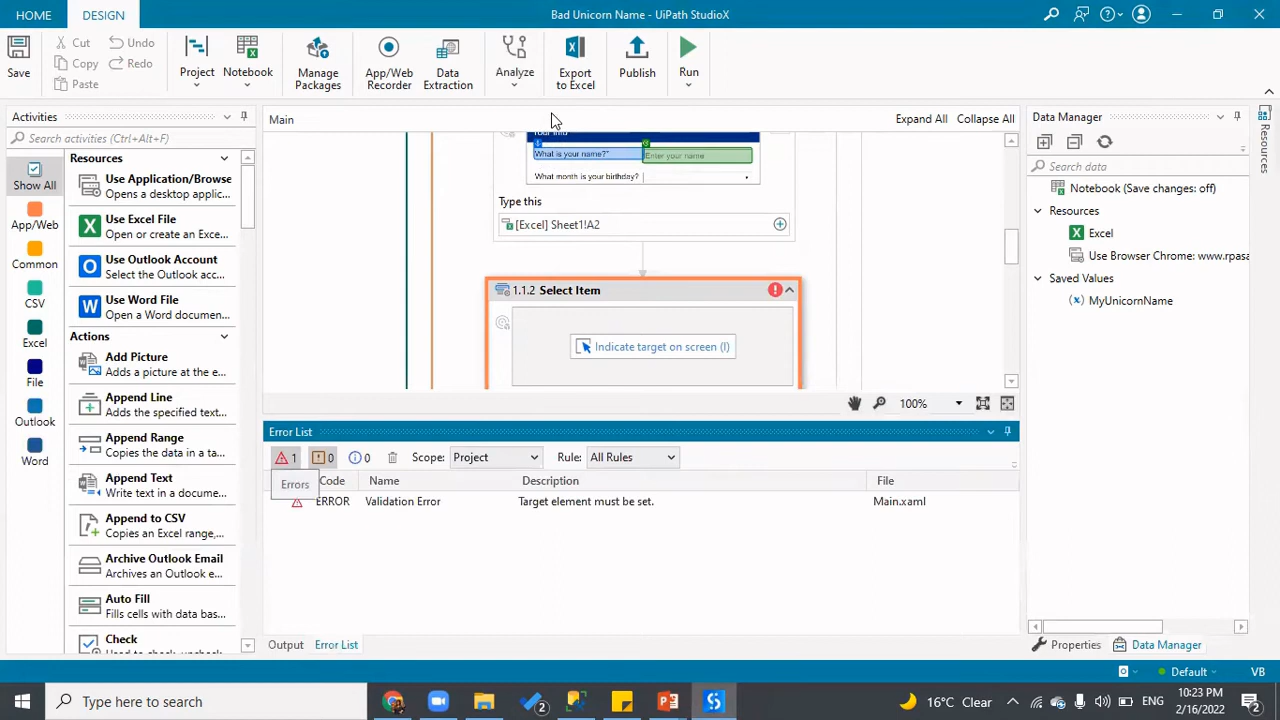 HOME
DESIGN
Bad Unicorn Name - UiPath StudioX
Save
Cut
Copy
Paste
Undo
Redo
Project
Notebook
Manage
Packages
App/Web
Recorder
Data
Extraction
Analyze
Export
to Excel
Publish
Run
Activities
Search activities (Ctrl+Alt+F)
Show All
App/Web
Common
CSV
Excel
File
Outlook
Word
Resources
Use Application/Browse
Opens a desktop applic...
Use Excel File
Open or create an Exce...
Use Outlook Account
Select the Outlook acc...
Use Word File
Open a Word documen...
Actions
Add Picture
Adds a picture at the e...
Append Line
Adds the specified text...
Append Range
Copies the data in a ta...
Append Text
Write text in a docume...
Append to CSV
Copies an Excel range,
Archive Outlook Email
Archives an Outlook e...
Auto Fill
Fills cells with data bas...
Check
Main
Expand All
Collapse All
What is your name?*
Enter your name
What month is your birthday?
Type this
[Excel] Sheet1!A2
1.1.2 Select Item
Indicate target on screen (I)
100%
Error List
1
0
0
Scope:
Project
Rule:
All Rules
Errors
Code
Name
Description
File
ERROR
Validation Error
Target element must be set.
Main.xaml
Output
Error List
Data Manager
Search data
Notebook (Save changes: off)
Resources
Excel
Use Browser Chrome: www.rpasa
Saved Values
(x) MyUnicornName
Resources
Properties
Data Manager
Default
VB
Type here to search
2
16°C Clear
ENG
10:23 PM
2/16/2022
2